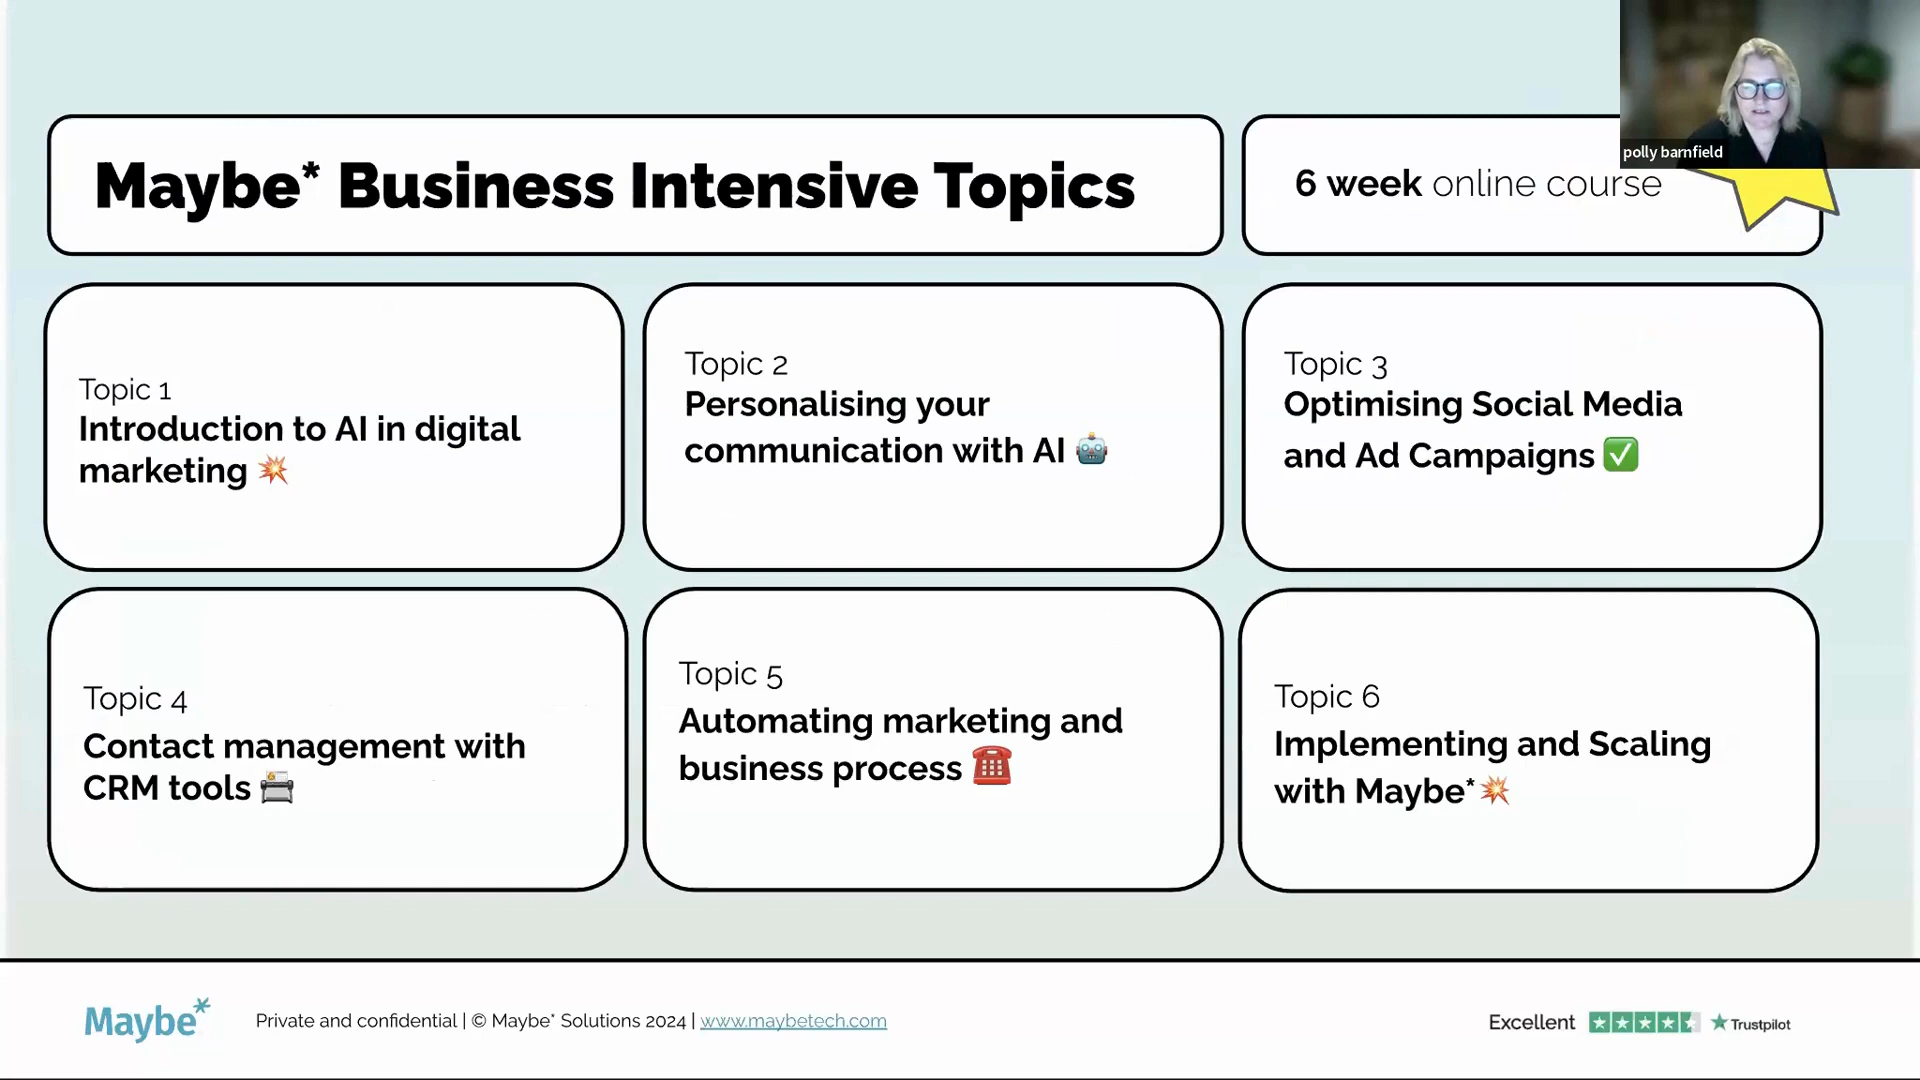 polly barnfield
Maybe* Business Intensive Topics
6 week online course
Topic 1
Introduction to AI in digital
marketing 💥
Topic 2
Personalising your
communication with AI 🤖
Topic 3
Optimising Social Media
and Ad Campaigns ✅
Topic 4
Contact management with
CRM tools 📠
Topic 5
Automating marketing and
business process ☎️
Topic 6
Implementing and Scaling
with Maybe* 💥
Maybe*
Private and confidential | © Maybe* Solutions 2024 | www.maybetech.com
Excellent
Trustpilot